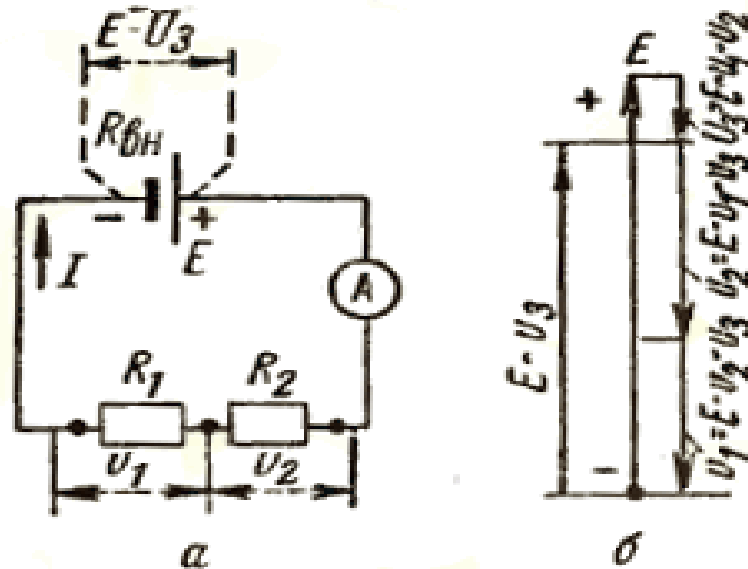 E-U₃
Rвн
- +
E
I
A
R₁ R₂
U₁ U₂
а
E
+
E-U₃
-
U₃=E-U₁-U₂
U₂=E-U₁-U₃
U₁=E-U₂-U₃
б